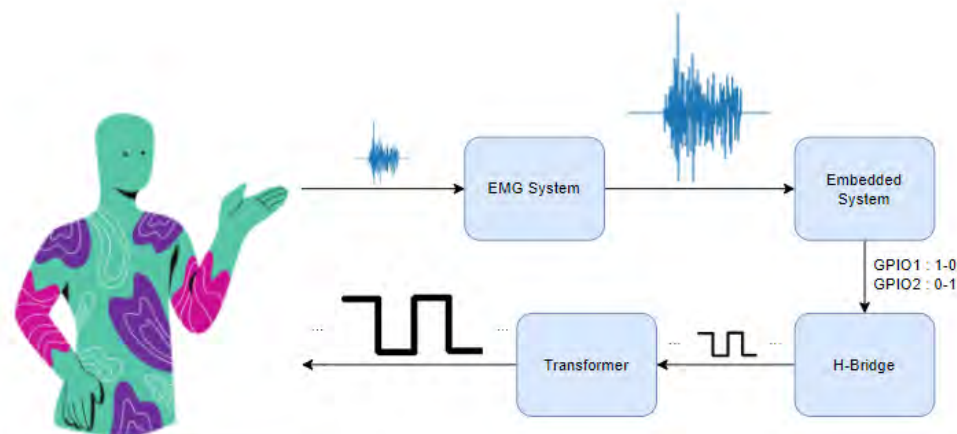 EMG System
Embedded
System
GPIO1 : 1-0
GPIO2 : 0-1
... ...
Transformer
... ...
H-Bridge